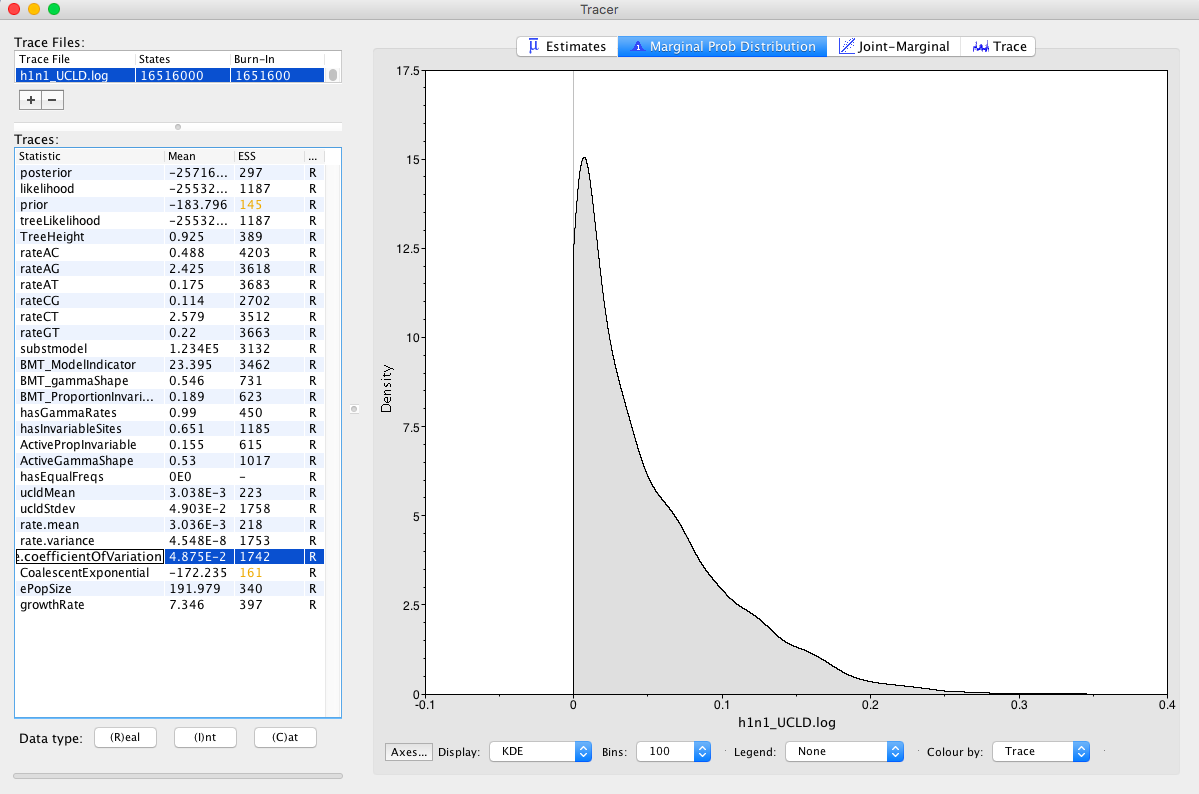 Tracer
Trace Files:
Trace File States Burn-In
h1n1_UCLD.log 16516000 1651600
+ −
Traces:
Statistic Mean ESS ...
posterior -25716... 297 R
likelihood -25532... 1187 R
prior -183.796 145 R
treeLikelihood -25532... 1187 R
TreeHeight 0.925 389 R
rateAC 0.488 4203 R
rateAG 2.425 3618 R
rateAT 0.175 3683 R
rateCG 0.114 2702 R
rateCT 2.579 3512 R
rateGT 0.22 3663 R
substmodel 1.234E5 3132 R
BMT_ModelIndicator 23.395 3462 R
BMT_gammaShape 0.546 731 R
BMT_ProportionInvari... 0.189 623 R
hasGammaRates 0.99 450 R
hasInvariableSites 0.651 1185 R
ActivePropInvariable 0.155 615 R
ActiveGammaShape 0.53 1017 R
hasEqualFreqs 0E0 - R
ucldMean 3.038E-3 223 R
ucldStdev 4.903E-2 1758 R
rate.mean 3.036E-3 218 R
rate.variance 4.548E-8 1753 R
e.coefficientOfVariation 4.875E-2 1742 R
CoalescentExponential -172.235 161 R
ePopSize 191.979 340 R
growthRate 7.346 397 R
Data type: (R)eal (I)nt (C)at
Estimates Marginal Prob Distribution Joint-Marginal Trace
17.5
15
12.5
10
7.5
5
2.5
0
Density
-0.1 0 0.1 0.2 0.3 0.4
h1n1_UCLD.log
Axes... Display: KDE Bins: 100 Legend: None Colour by: Trace